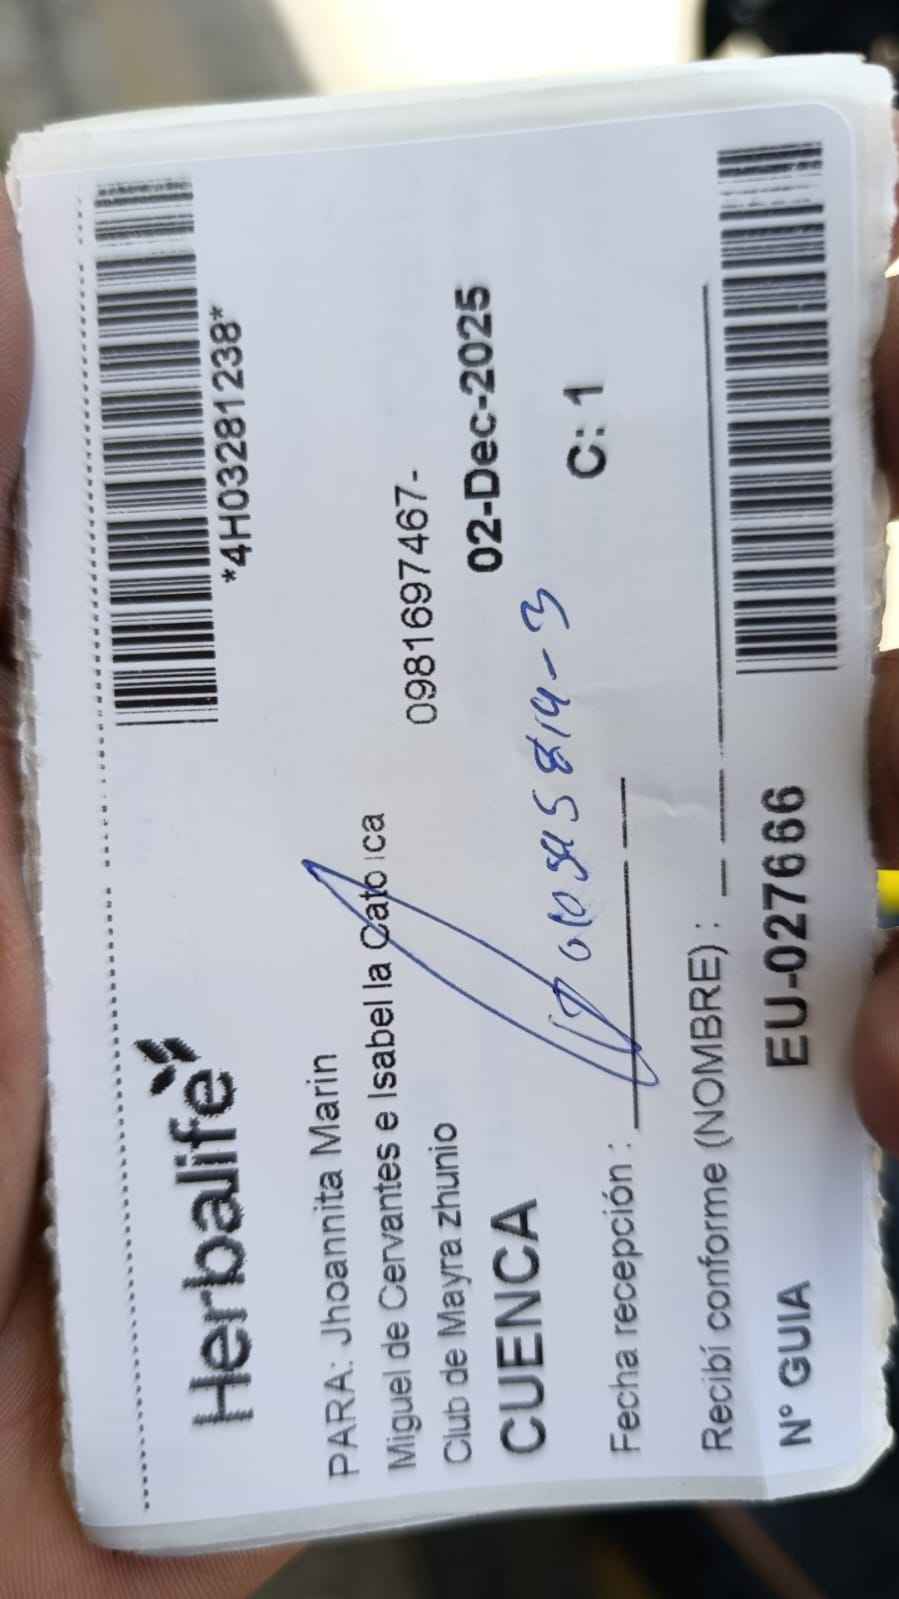 Herbalife
*4H03281238*
PARA: Jhoannita Marin
Miguel de Cervantes e Isabel la Catolica
0981697467-
Club de Mayra zhunio
CUENCA
02-Dec-2025
C: 1
Fecha recepción :
Recibí conforme (NOMBRE) :
N° GUIA
EU-027666